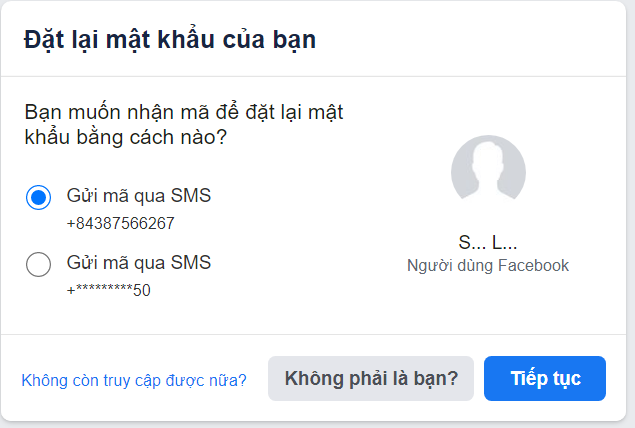 Đặt lại mật khẩu của bạn
Bạn muốn nhận mã để đặt lại mật
khẩu bằng cách nào?
Gửi mã qua SMS
+84387566267
Gửi mã qua SMS
+*********50
S... L...
Người dùng Facebook
Không còn truy cập được nữa?
Không phải là bạn?
Tiếp tục